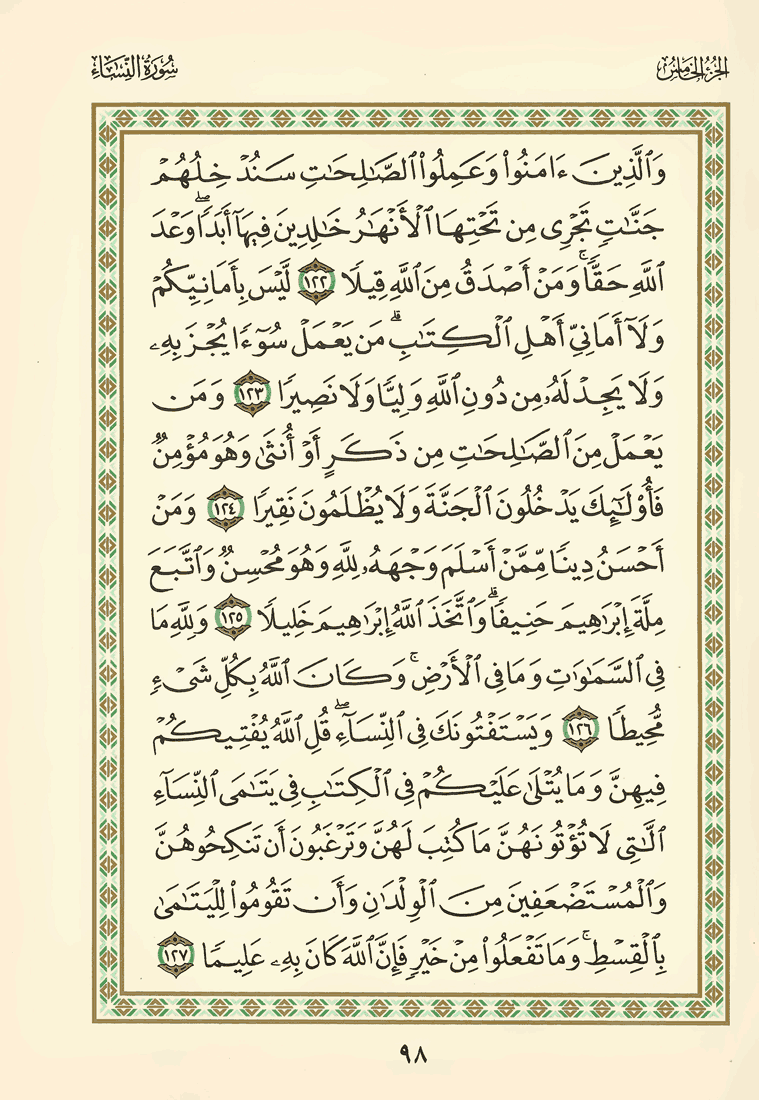 الجزء الخامس
سورة النساء
وَٱلَّذِينَ ءَامَنُوا۟ وَعَمِلُوا۟ ٱلصَّٰلِحَٰتِ سَنُدْخِلُهُمْ
جَنَّٰتٍ تَجْرِى مِن تَحْتِهَا ٱلْأَنْهَٰرُ خَٰلِدِينَ فِيهَآ أَبَدًا ۖ وَعْدَ
ٱللَّهِ حَقًّا ۚ وَمَنْ أَصْدَقُ مِنَ ٱللَّهِ قِيلًا ١٢٢ لَّيْسَ بِأَمَانِيِّكُمْ
وَلَآ أَمَانِىِّ أَهْلِ ٱلْكِتَٰبِ ۗ مَن يَعْمَلْ سُوٓءًا يُجْزَ بِهِۦ
وَلَا يَجِدْ لَهُۥ مِن دُونِ ٱللَّهِ وَلِيًّا وَلَا نَصِيرًا ١٢٣ وَمَن
يَعْمَلْ مِنَ ٱلصَّٰلِحَٰتِ مِن ذَكَرٍ أَوْ أُنثَىٰ وَهُوَ مُؤْمِنٌ
فَأُو۟لَٰٓئِكَ يَدْخُلُونَ ٱلْجَنَّةَ وَلَا يُظْلَمُونَ نَقِيرًا ١٢٤ وَمَنْ
أَحْسَنُ دِينًا مِّمَّنْ أَسْلَمَ وَجْهَهُۥ لِلَّهِ وَهُوَ مُحْسِنٌ وَٱتَّبَعَ
مِلَّةَ إِبْرَٰهِيمَ حَنِيفًا ۗ وَٱتَّخَذَ ٱللَّهُ إِبْرَٰهِيمَ خَلِيلًا ١٢٥ وَلِلَّهِ مَا
فِى ٱلسَّمَٰوَٰتِ وَمَا فِى ٱلْأَرْضِ ۚ وَكَانَ ٱللَّهُ بِكُلِّ شَىْءٍ
مُّحِيطًا ١٢٦ وَيَسْتَفْتُونَكَ فِى ٱلنِّسَآءِ ۖ قُلِ ٱللَّهُ يُفْتِيكُمْ
فِيهِنَّ وَمَا يُتْلَىٰ عَلَيْكُمْ فِى ٱلْكِتَٰبِ فِى يَتَٰمَى ٱلنِّسَآءِ
ٱلَّٰتِى لَا تُؤْتُونَهُنَّ مَا كُتِبَ لَهُنَّ وَتَرْغَبُونَ أَن تَنكِحُوهُنَّ
وَٱلْمُسْتَضْعَفِينَ مِنَ ٱلْوِلْدَٰنِ وَأَن تَقُومُوا۟ لِلْيَتَٰمَىٰ
بِٱلْقِسْطِ ۚ وَمَا تَفْعَلُوا۟ مِنْ خَيْرٍ فَإِنَّ ٱللَّهَ كَانَ بِهِۦ عَلِيمًا ١٢٧
٩٨